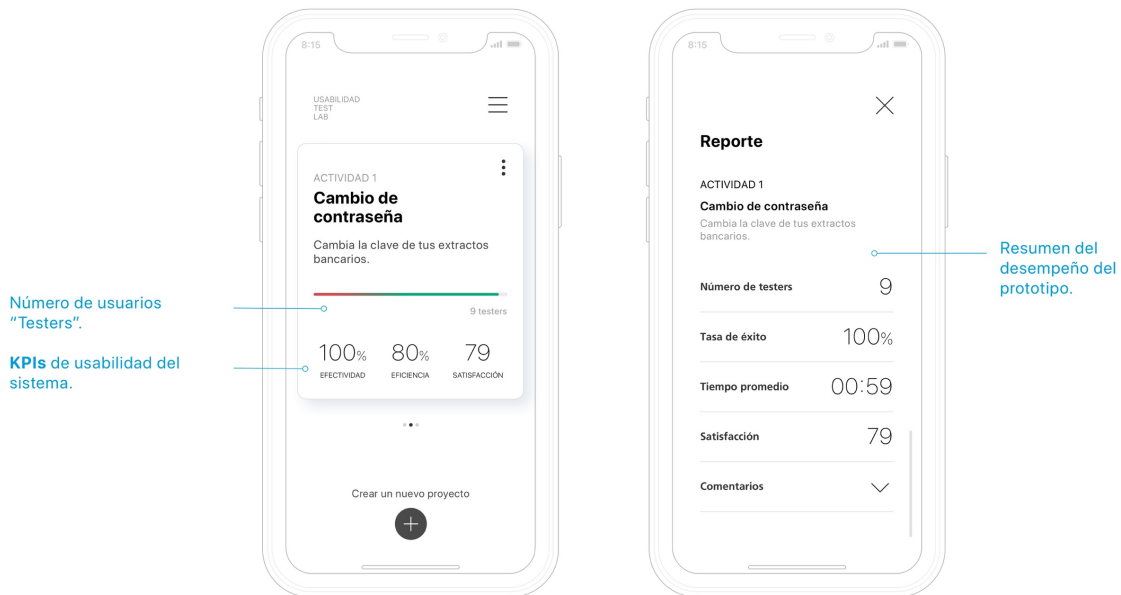 8:15
USABILIDAD
TEST
LAB
ACTIVIDAD 1
Cambio de
contraseña
Cambia la clave de tus extractos
bancarios.
9 testers
100%
80%
79
EFECTIVIDAD
EFICIENCIA
SATISFACCIÓN
Crear un nuevo proyecto
Número de usuarios
"Testers".
KPIs de usabilidad del
sistema.
8:15
Reporte
ACTIVIDAD 1
Cambio de contraseña
Cambia la clave de tus extractos
bancarios.
Número de testers 9
Tasa de éxito 100%
Tiempo promedio 00:59
Satisfacción 79
Comentarios
Resumen del
desempeño del
prototipo.